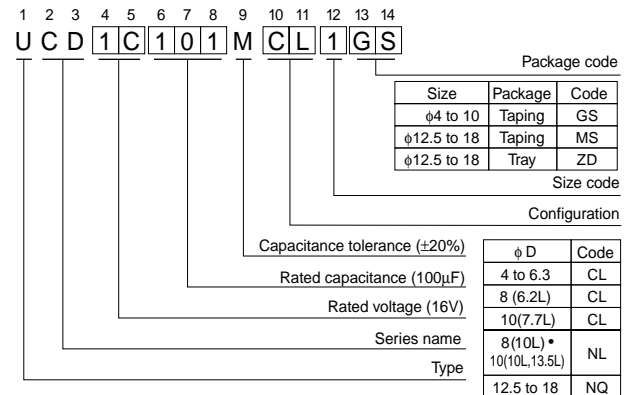 1 2 3 4 5 6 7 8 9 10 11 12 13 14
U C D 1 C 1 0 1 M C L 1 G S
Package code
Size Package Code
ϕ4 to 10 Taping GS
ϕ12.5 to 18 Taping MS
ϕ12.5 to 18 Tray ZD
Size code
Configuration
Capacitance tolerance (±20%)
Rated capacitance (100µF)
Rated voltage (16V)
Series name
Type
ϕ D Code
4 to 6.3 CL
8 (6.2L) CL
10(7.7L) CL
8(10L) •
10(10L,13.5L) NL
12.5 to 18 NQ